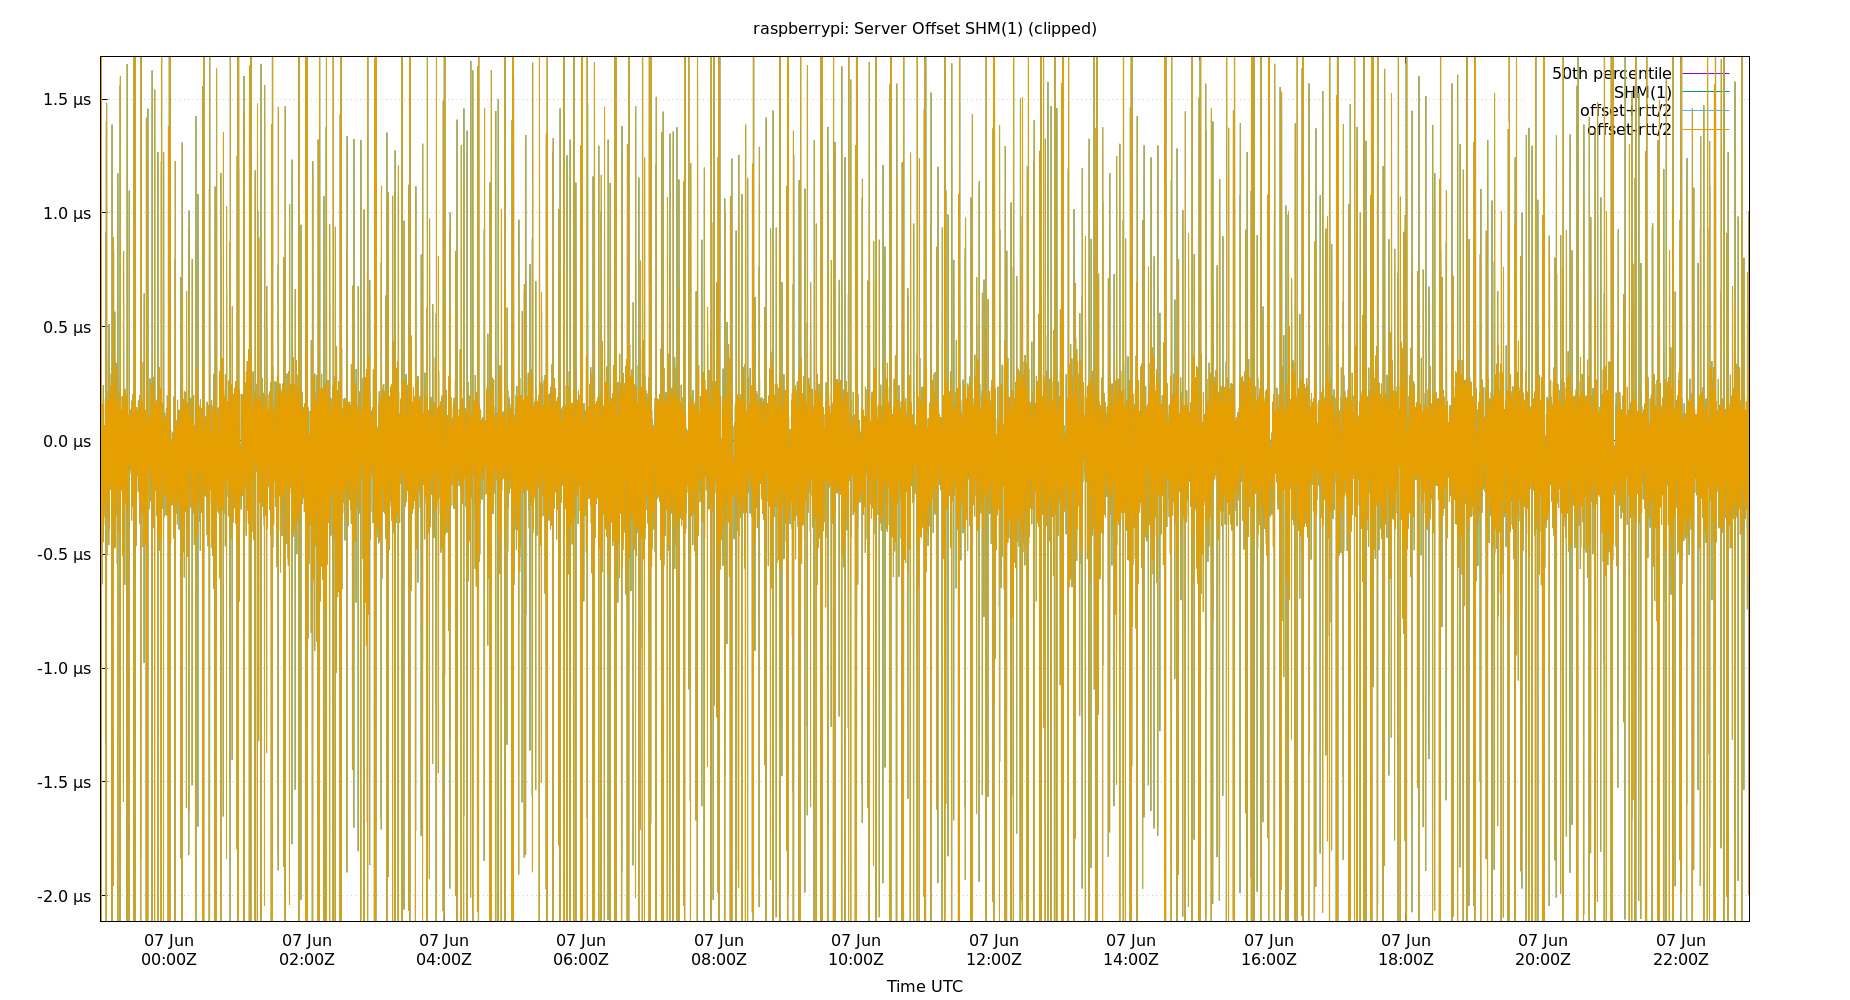 raspberrypi: Server Offset SHM(1) (clipped)
50th percentile
SHM(1)
offset+rtt/2
offset-rtt/2
1.5 µs
1.0 µs
0.5 µs
0.0 µs
-0.5 µs
-1.0 µs
-1.5 µs
-2.0 µs
07 Jun 07 Jun 07 Jun 07 Jun 07 Jun 07 Jun 07 Jun 07 Jun 07 Jun 07 Jun 07 Jun 07 Jun
00:00Z 02:00Z 04:00Z 06:00Z 08:00Z 10:00Z 12:00Z 14:00Z 16:00Z 18:00Z 20:00Z 22:00Z
Time UTC